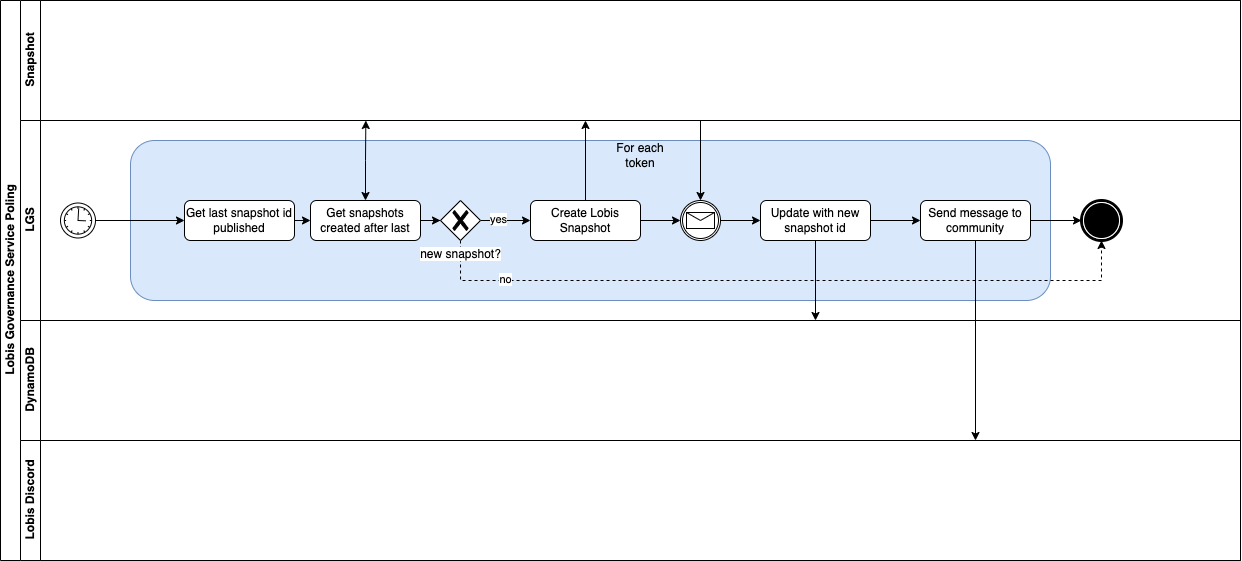 Lobis Governance Service Poling
Snapshot
LGS
DynamoDB
Lobis Discord
For each
token
Get last snapshot id
published
Get snapshots
created after last
new snapshot?
yes
no
Create Lobis
Snapshot
Update with new
snapshot id
Send message to
community